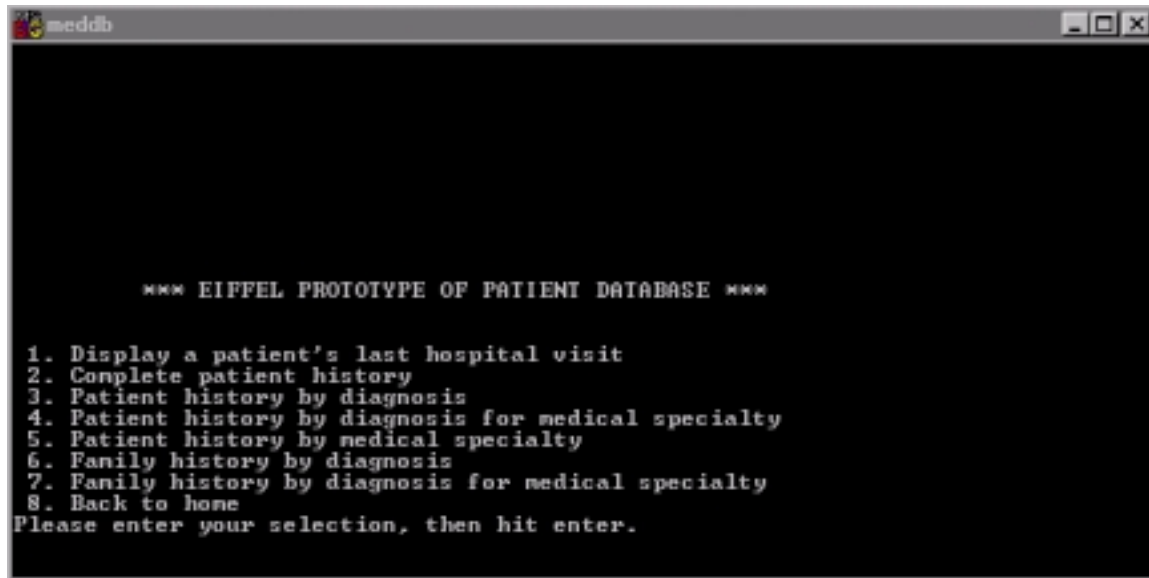 meddb
*** EIFFEL PROTOTYPE OF PATIENT DATABASE ***
1. Display a patient's last hospital visit
2. Complete patient history
3. Patient history by diagnosis
4. Patient history by diagnosis for medical specialty
5. Patient history by medical specialty
6. Family history by diagnosis
7. Family history by diagnosis for medical specialty
8. Back to home
Please enter your selection, then hit enter.